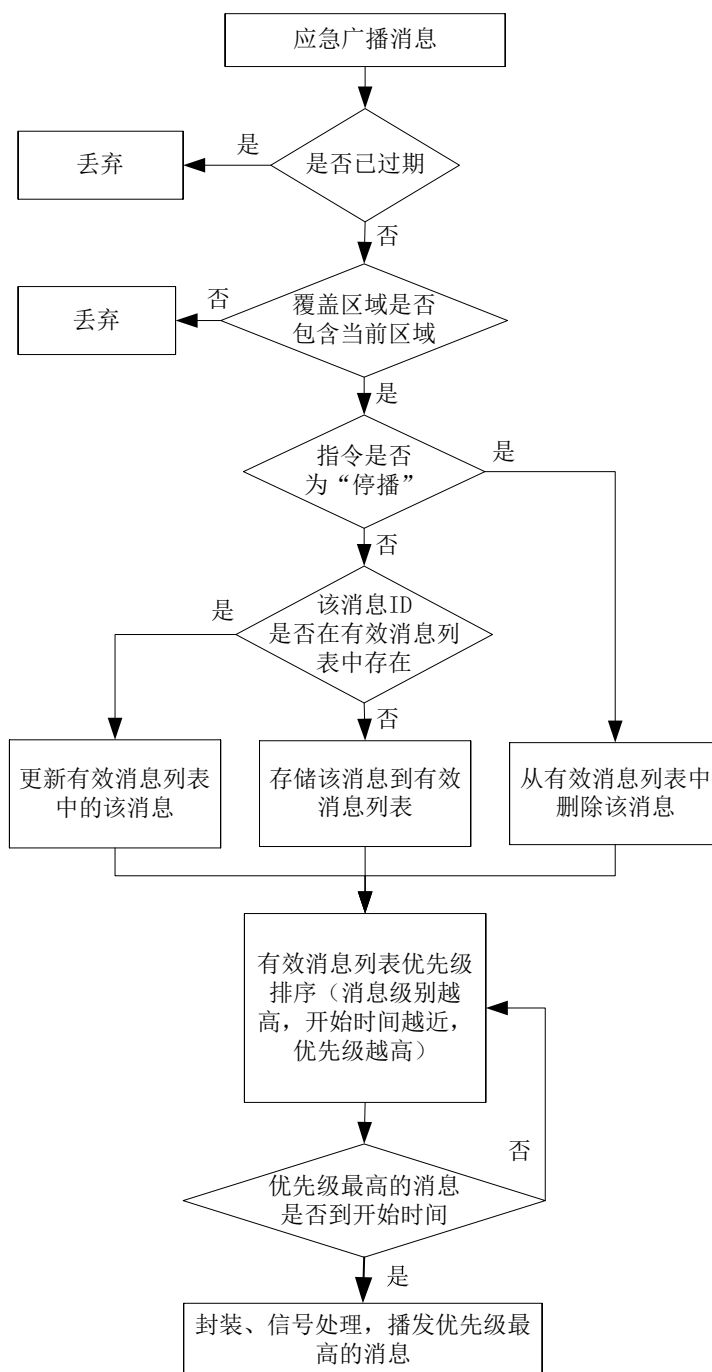 应急广播消息
是
丢弃
是否已过期
否
否
丢弃
覆盖区域是否
包含当前区域
是
指令是否
为“停播”
是
否
是
该消息ID
是否在有效消息列
表中存在
否
更新有效消息列表
中的该消息
存储该消息到有效
消息列表
从有效消息列表中
删除该消息
有效消息列表优先级
排序（消息级别越
高，开始时间越近，
优先级越高）
否
优先级最高的消息
是否到开始时间
是
封装、信号处理，播发优先级最
高的消息